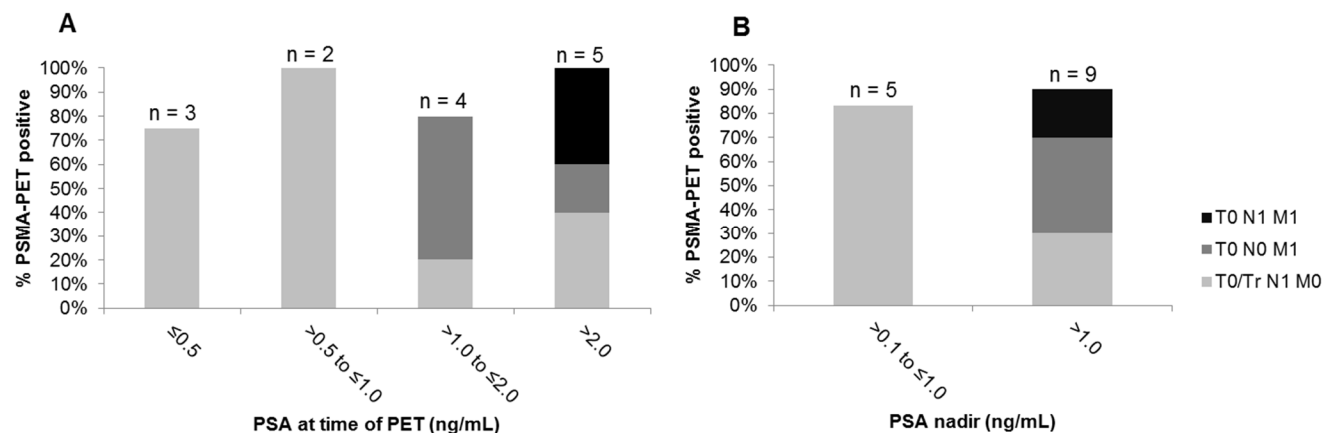 A
% PSMA-PET positive
100%
90%
80%
70%
60%
50%
40%
30%
20%
10%
0%
n = 3
n = 2
n = 4
n = 5
≤0.5
>0.5 to ≤1.0
>1.0 to ≤2.0
>2.0
PSA at time of PET (ng/mL)
B
% PSMA-PET positive
100%
90%
80%
70%
60%
50%
40%
30%
20%
10%
0%
n = 5
n = 9
>0.1 to ≤1.0
>1.0
PSA nadir (ng/mL)
T0 N1 M1
T0 N0 M1
T0/Tr N1 M0